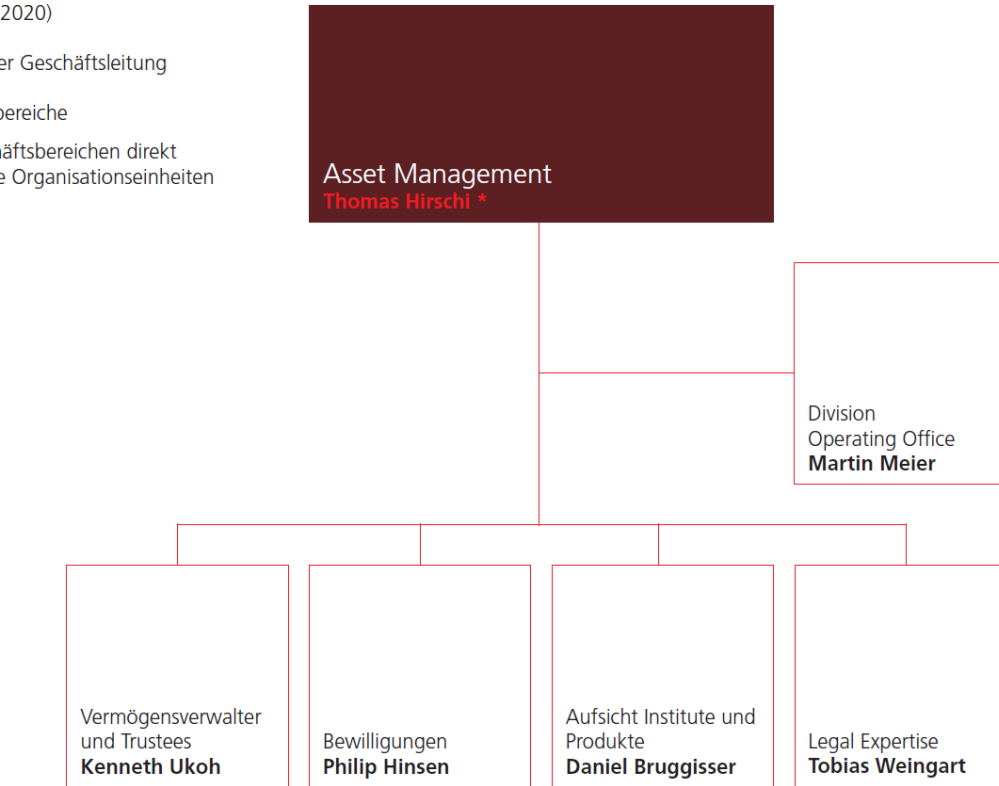 2020)
er Geschäftsleitung
bereiche
häftsbereichen direkt
e Organisationseinheiten
Asset Management
Thomas Hirschi *
Division
Operating Office
Martin Meier
Vermögensverwalter
und Trustees
Kenneth Ukoh
Bewilligungen
Philip Hinsen
Aufsicht Institute und
Produkte
Daniel Bruggisser
Legal Expertise
Tobias Weingart